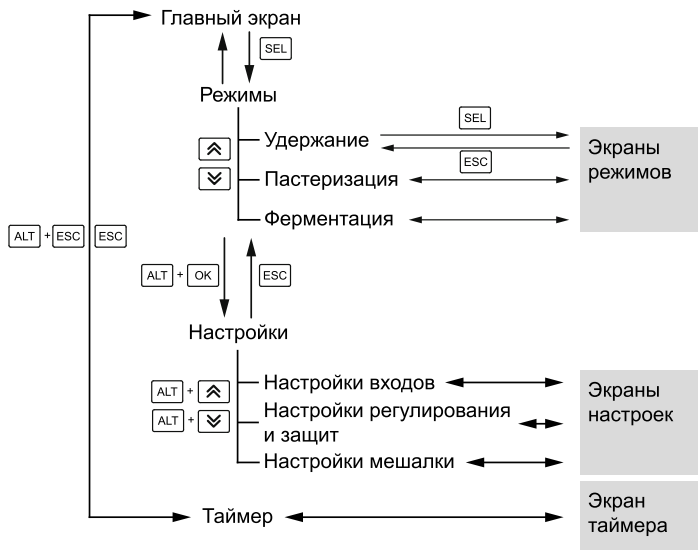 Главный экран
SEL
Режимы
SEL
Удержание
Экраны
режимов
ESC
Пастеризация
Ферментация
ALT + ESC ESC
ALT + OK ESC
Настройки
ALT +
Настройки входов
Экраны
настроек
ALT +
Настройки регулирования
и защит
Настройки мешалки
Экран
таймера
Таймер